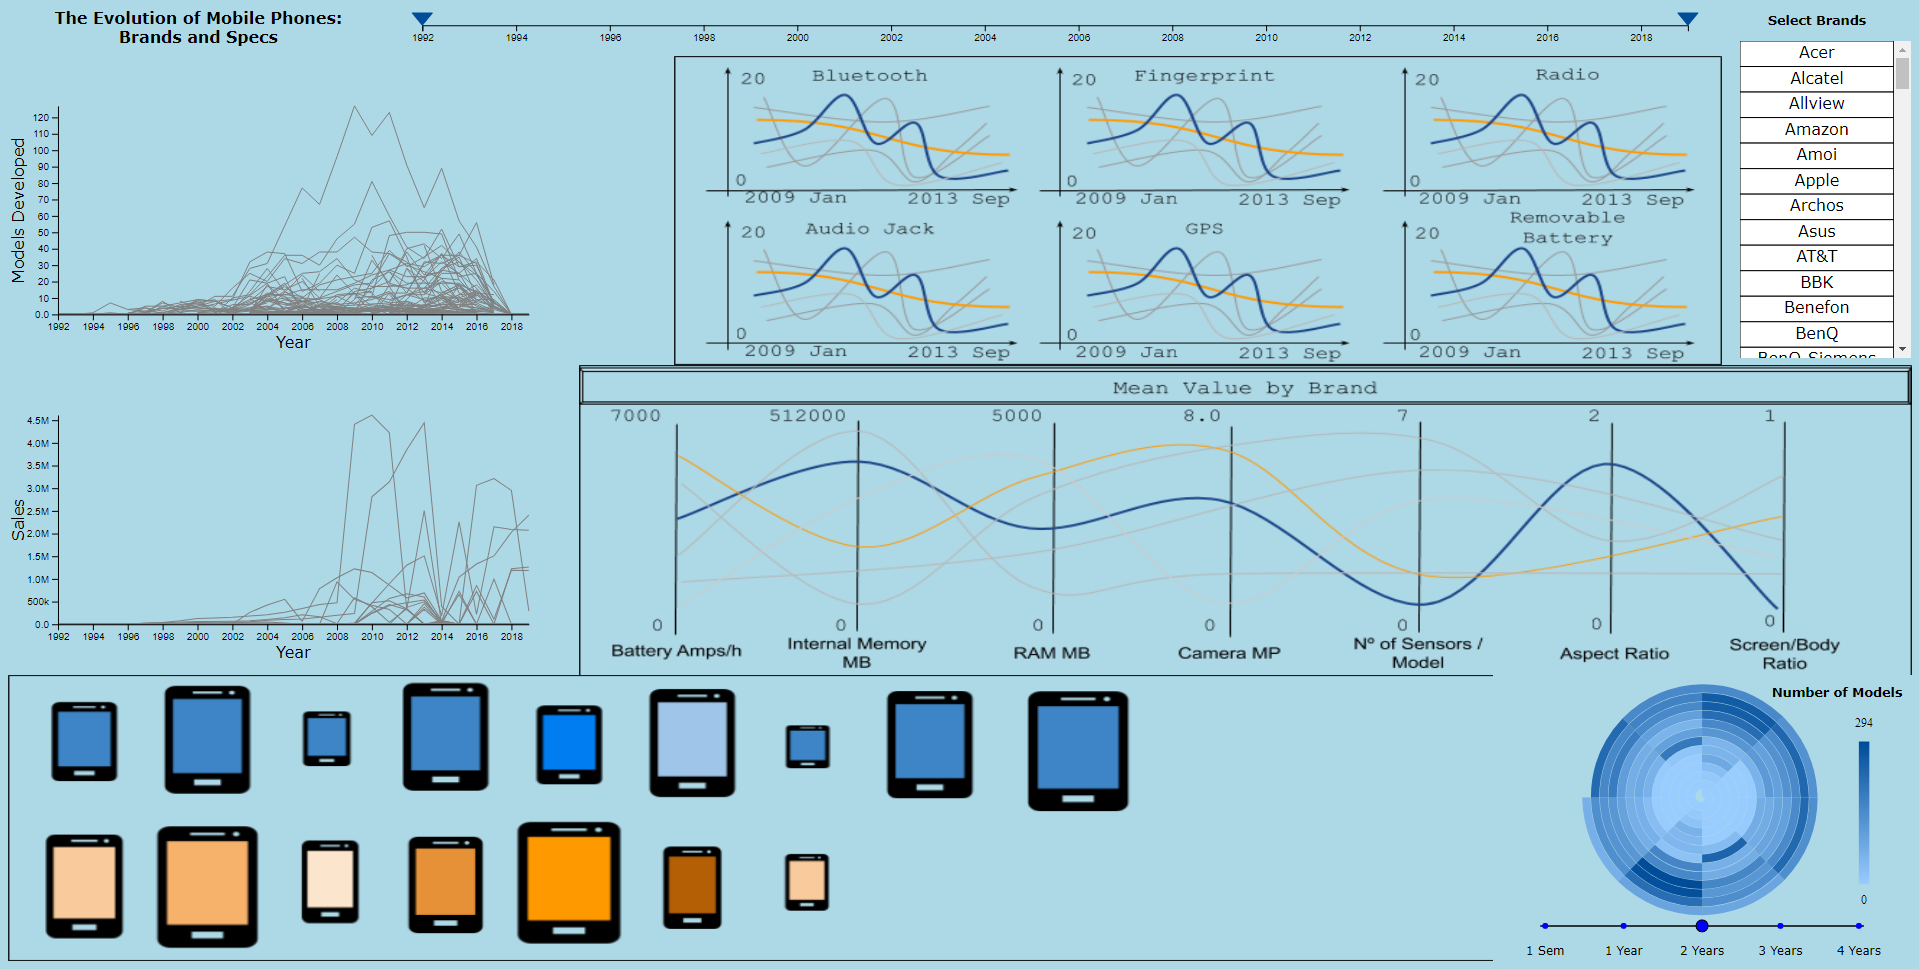 The Evolution of Mobile Phones:
Brands and Specs
1992 1994 1996 1998 2000 2002 2004 2006 2008 2010 2012 2014 2016 2018
Select Brands
Acer
Alcatel
Allview
Amazon
Amoi
Apple
Archos
Asus
AT&T
BBK
Benefon
BenQ
BenQ-Siemens
Models Developed
120
110
100
90
80
70
60
50
40
30
20
10
0.0
1992 1994 1996 1998 2000 2002 2004 2006 2008 2010 2012 2014 2016 2018
Year
20 Bluetooth
0
2009 Jan 2013 Sep
20 Fingerprint
0
2009 Jan 2013 Sep
20 Radio
0
2009 Jan 2013 Sep
20 Audio Jack
0
2009 Jan 2013 Sep
20 GPS
0
2009 Jan 2013 Sep
20 Removable
Battery
0
2009 Jan 2013 Sep
Sales
4.5M
4.0M
3.5M
3.0M
2.5M
2.0M
1.5M
1.0M
500k
0.0
1992 1994 1996 1998 2000 2002 2004 2006 2008 2010 2012 2014 2016 2018
Year
Mean Value by Brand
7000 512000 5000 8.0 7 2 1
0 0 0 0 0 0 0
Battery Amps/h
Internal Memory
MB
RAM MB
Camera MP
Nº of Sensors /
Model
Aspect Ratio
Screen/Body
Ratio
Number of Models
294
0
1 Sem 1 Year 2 Years 3 Years 4 Years